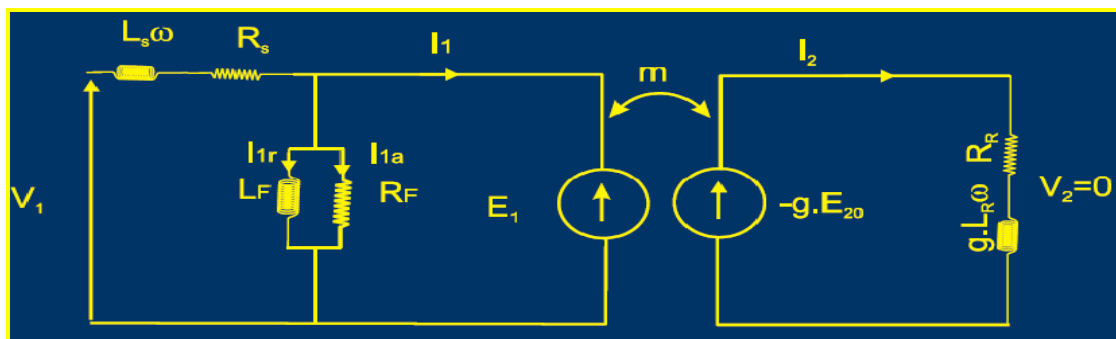 Lsω
Rs
I1
m
I2
I1r
I1a
LF
RF
V1
E1
-g.E20
RR
g.LRω
V2=0